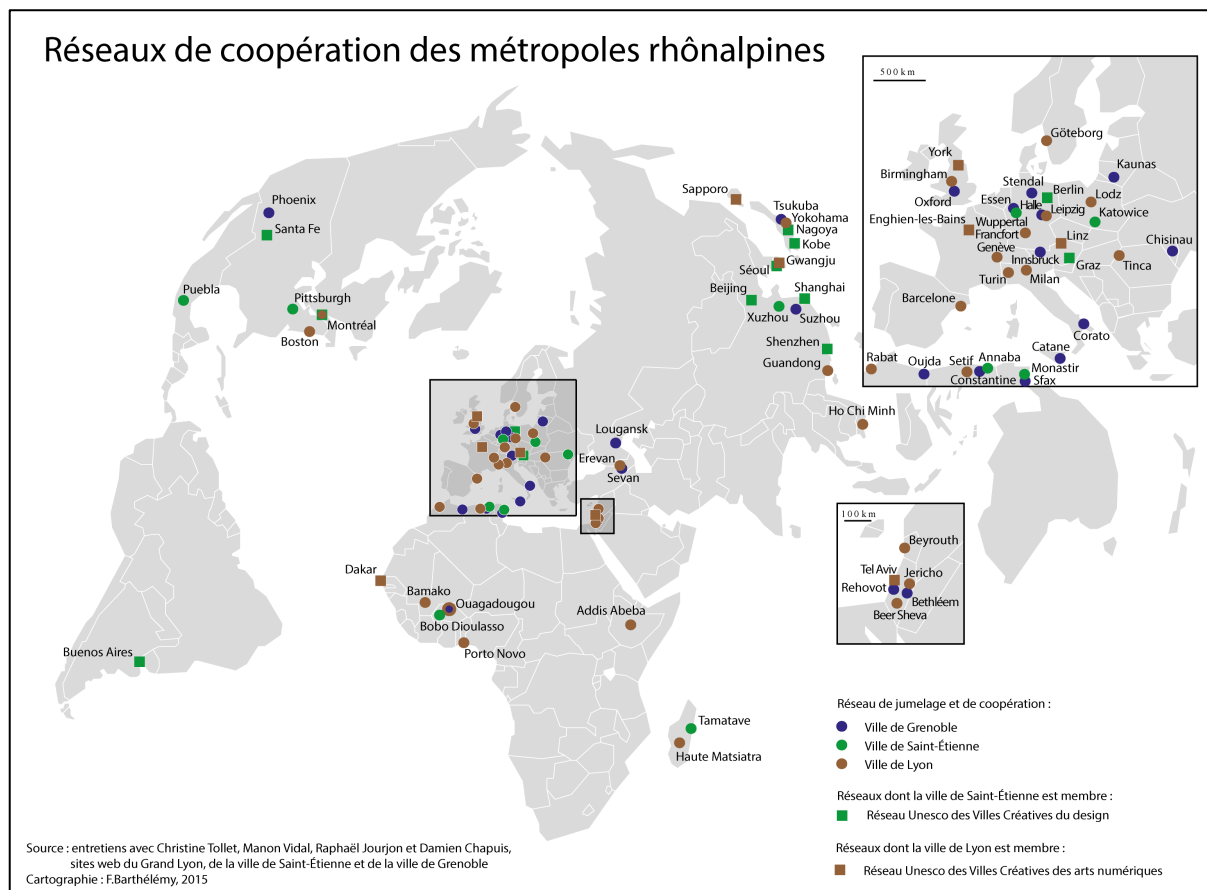 Réseaux de coopération des métropoles rhônalpines
500 km
Göteborg
York
Kaunas
Birmingham
Stendal
Berlin
Lodz
Oxford
Essen
Halle
Leipzig
Katowice
Enghien-les-Bains
Wuppertal
Francfort
Linz
Chisinau
Genève
Innsbruck
Graz
Tinca
Turin
Milan
Barcelone
Corato
Catane
Rabat
Oujda
Setif
Annaba
Monastir
Constantine
Sfax
Sapporo
Tsukuba
Yokohama
Nagoya
Kobe
Gwangju
Séoul
Beijing
Shanghai
Xuzhou
Suzhou
Shenzhen
Guandong
Ho Chi Minh
Phoenix
Santa Fe
Puebla
Pittsburgh
Montréal
Boston
Lougansk
Erevan
Sevan
100 km
Beyrouth
Tel Aviv
Jericho
Rehovot
Bethléem
Beer Sheva
Dakar
Bamako
Ouagadougou
Bobo Dioulasso
Porto Novo
Addis Abeba
Buenos Aires
Tamatave
Haute Matsiatra
Réseau de jumelage et de coopération :
Ville de Grenoble
Ville de Saint-Étienne
Ville de Lyon
Réseaux dont la ville de Saint-Étienne est membre :
Réseau Unesco des Villes Créatives du design
Réseaux dont la ville de Lyon est membre :
Réseau Unesco des Villes Créatives des arts numériques
Source : entretiens avec Christine Tollet, Manon Vidal, Raphaël Jourjon et Damien Chapuis,
sites web du Grand Lyon, de la ville de Saint-Étienne et de la ville de Grenoble
Cartographie : F.Barthélémy, 2015